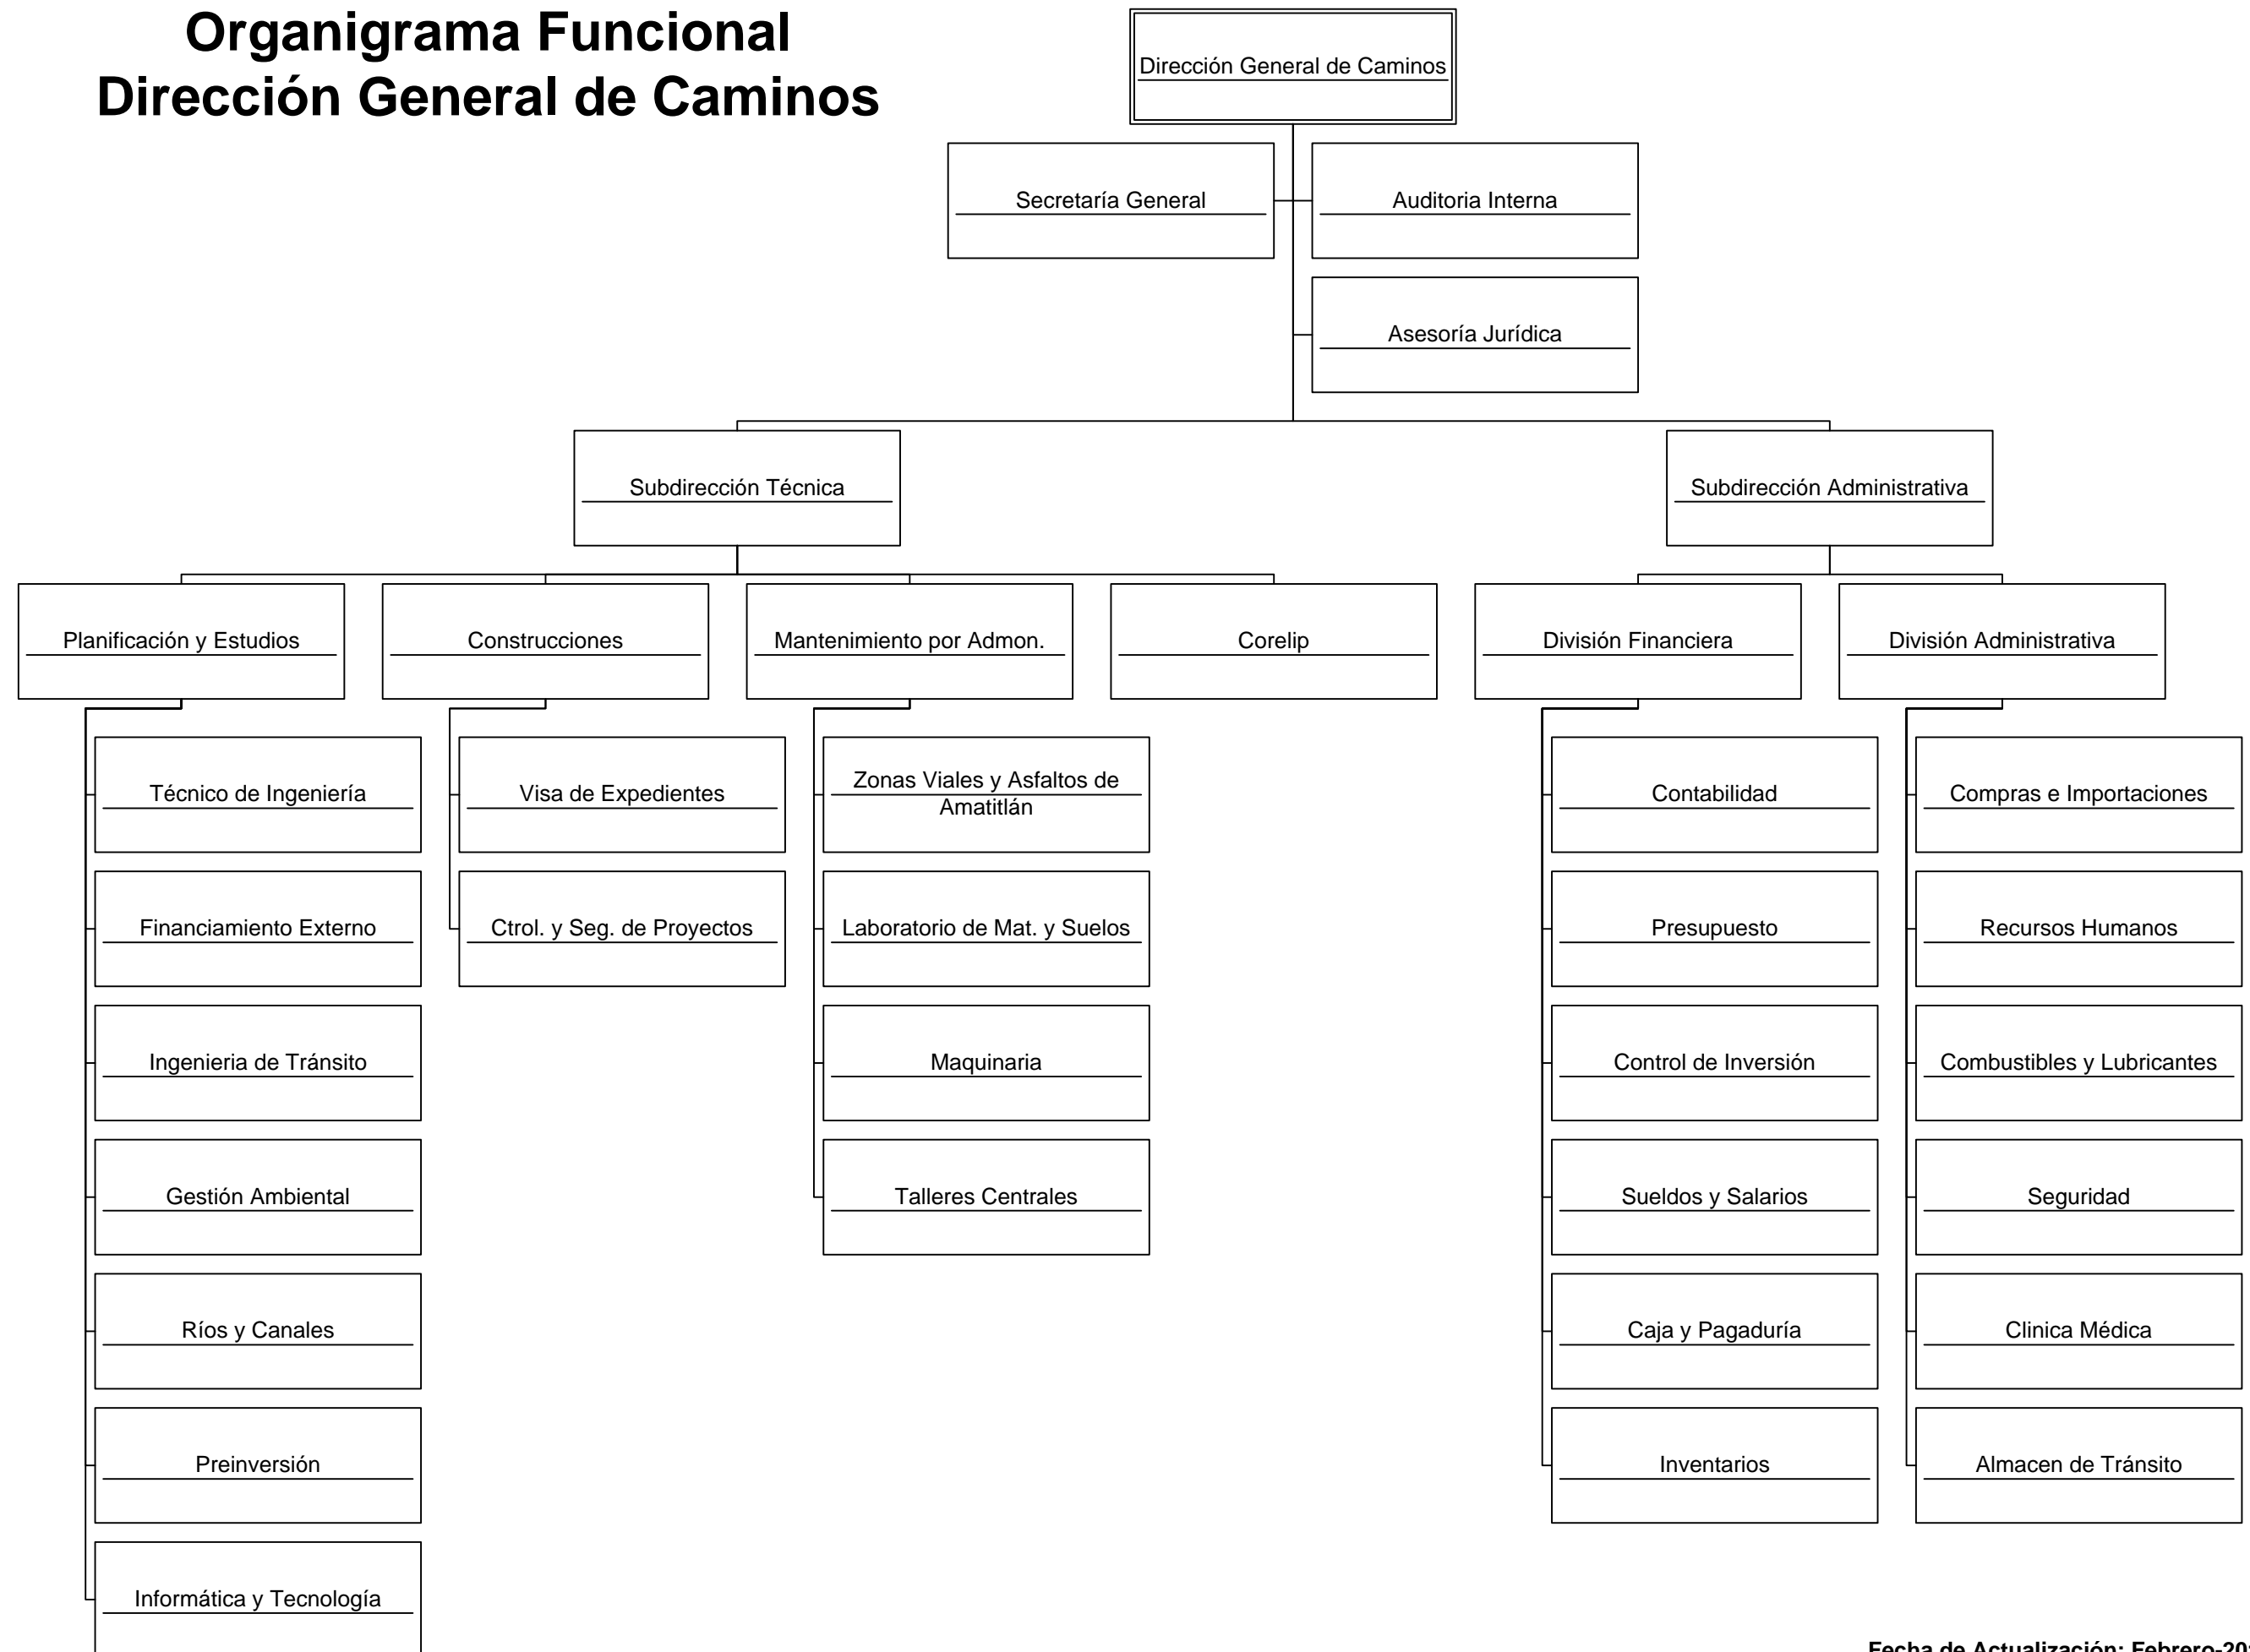 Organigrama Funcional
Dirección General de Caminos
Dirección General de Caminos
Secretaría General
Auditoria Interna
Asesoría Jurídica
Subdirección Técnica
Subdirección Administrativa
Planificación y Estudios
Construcciones
Mantenimiento por Admon.
Corelip
División Financiera
División Administrativa
Técnico de Ingeniería
Financiamiento Externo
Ingenieria de Tránsito
Gestión Ambiental
Ríos y Canales
Preinversión
Informática y Tecnología
Visa de Expedientes
Ctrol. y Seg. de Proyectos
Zonas Viales y Asfaltos de
Amatitlán
Laboratorio de Mat. y Suelos
Maquinaria
Talleres Centrales
Contabilidad
Presupuesto
Control de Inversión
Sueldos y Salarios
Caja y Pagaduría
Inventarios
Compras e Importaciones
Recursos Humanos
Combustibles y Lubricantes
Seguridad
Clinica Médica
Almacen de Tránsito
Fecha de Actualización: Febrero